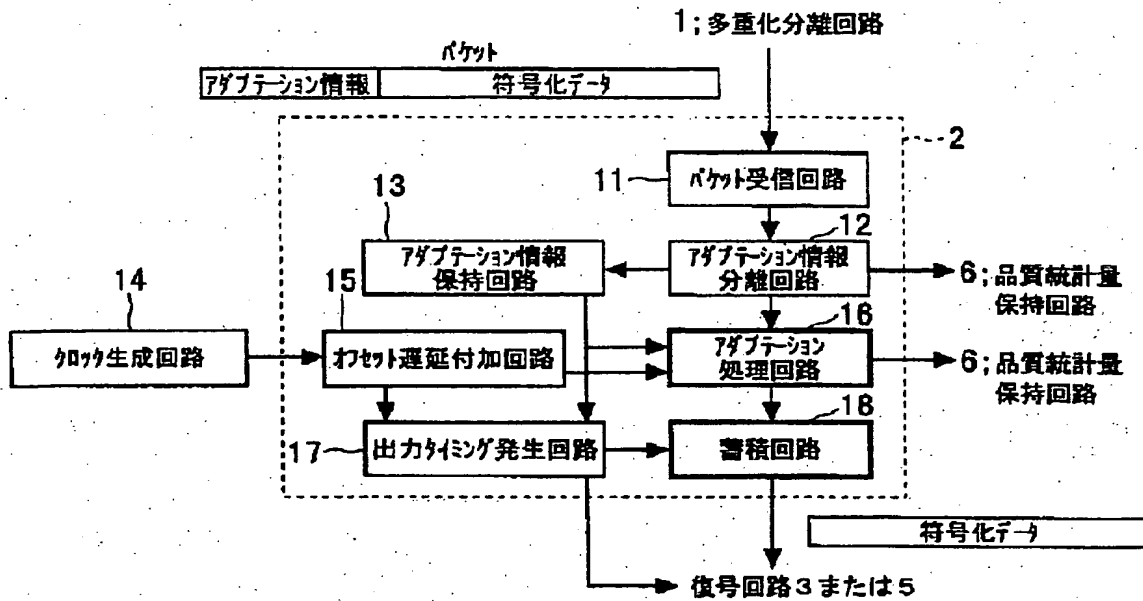 1;多重化分離回路
パケット
アダプテーション情報 符号化データ
2
11 パケット受信回路
13
12
アダプテーション情報
保持回路
アダプテーション情報
分離回路
6;品質統計量
保持回路
14
15
16
クロック生成回路
オフセット遅延付加回路
アダプテーション
処理回路
6;品質統計量
保持回路
18
17 出力タイミング発生回路
蓄積回路
符号化データ
復号回路3または5